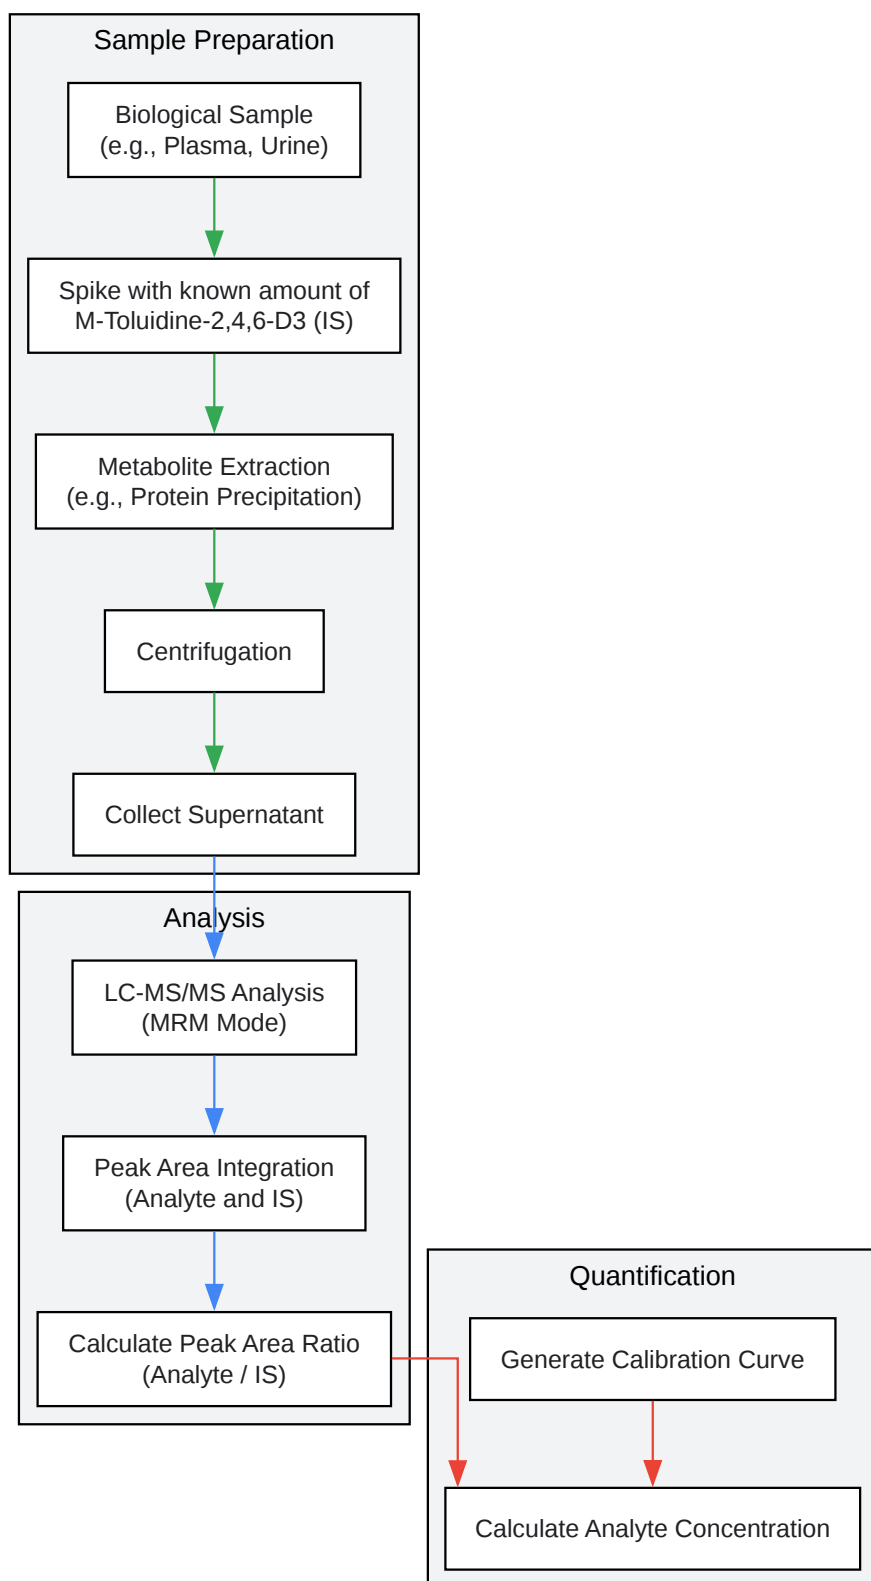 Sample Preparation
Biological Sample
(e.g., Plasma, Urine)
Spike with known amount of
M-Toluidine-2,4,6-D3 (IS)
Metabolite Extraction
(e.g., Protein Precipitation)
Centrifugation
Collect Supernatant
Analysis
LC-MS/MS Analysis
(MRM Mode)
Peak Area Integration
(Analyte and IS)
Calculate Peak Area Ratio
(Analyte / IS)
Quantification
Generate Calibration Curve
Calculate Analyte Concentration